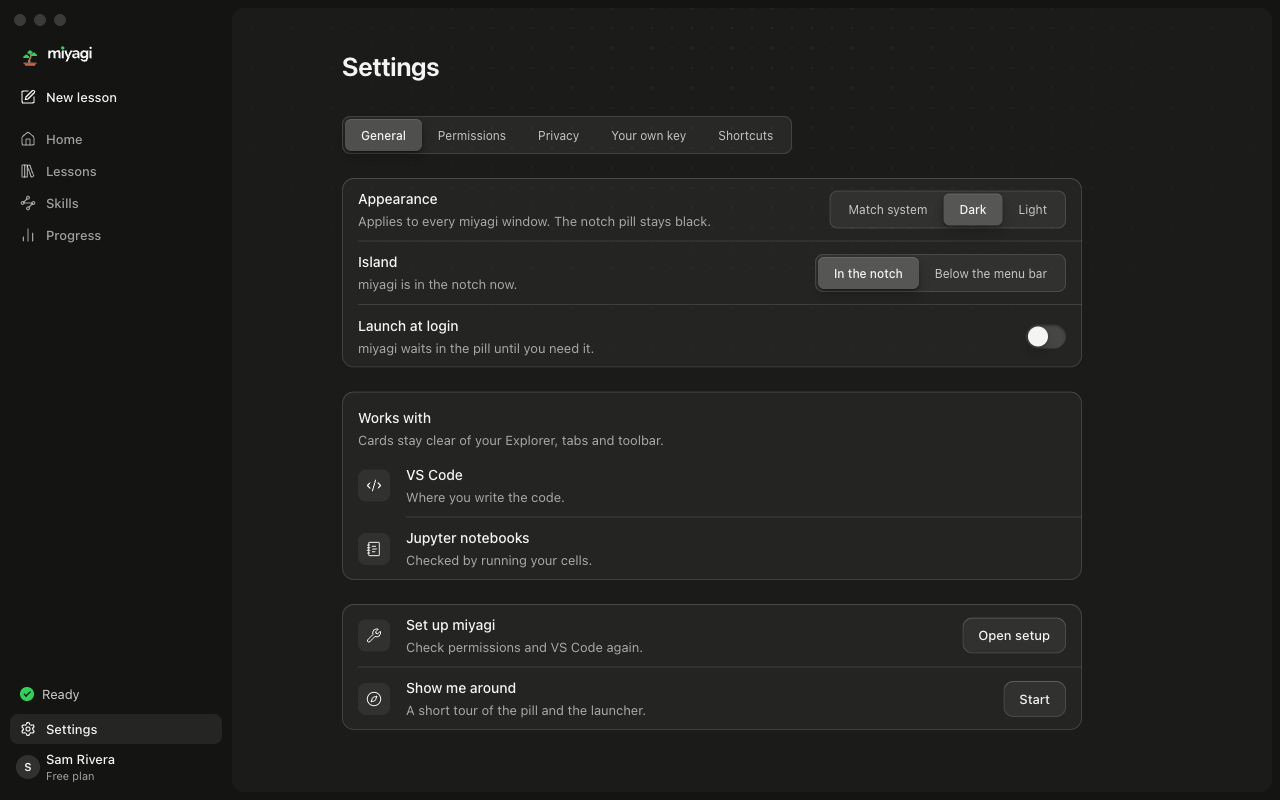 miyagi
New lesson
Home
Lessons
Skills
Progress
Ready
Settings
S
Sam Rivera
Free plan
Settings
General
Permissions
Privacy
Your own key
Shortcuts
Appearance
Applies to every miyagi window. The notch pill stays black.
Match system
Dark
Light
Island
miyagi is in the notch now.
In the notch
Below the menu bar
Launch at login
miyagi waits in the pill until you need it.
Works with
Cards stay clear of your Explorer, tabs and toolbar.
VS Code
Where you write the code.
Jupyter notebooks
Checked by running your cells.
Set up miyagi
Check permissions and VS Code again.
Open setup
Show me around
A short tour of the pill and the launcher.
Start